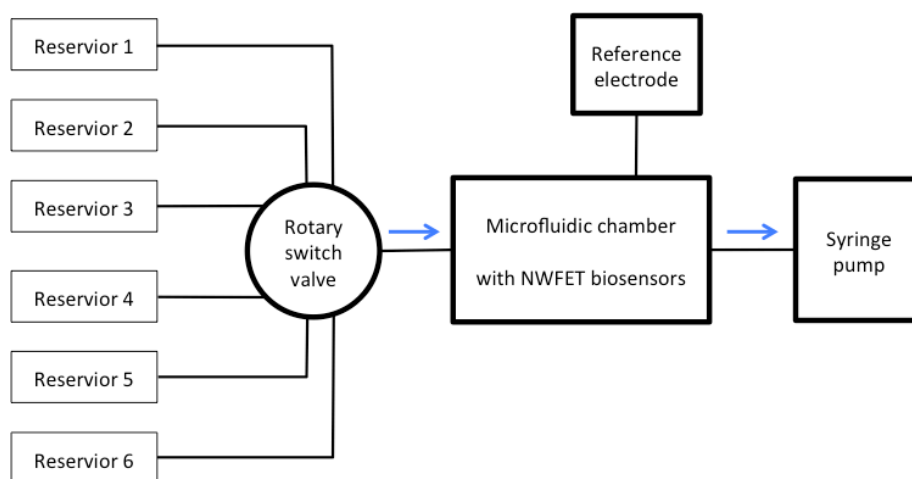 Reservior 1
Reservior 2
Reservior 3
Reservior 4
Reservior 5
Reservior 6
Rotary
switch
valve
Reference
electrode
Microfluidic chamber
with NWFET biosensors
Syringe
pump